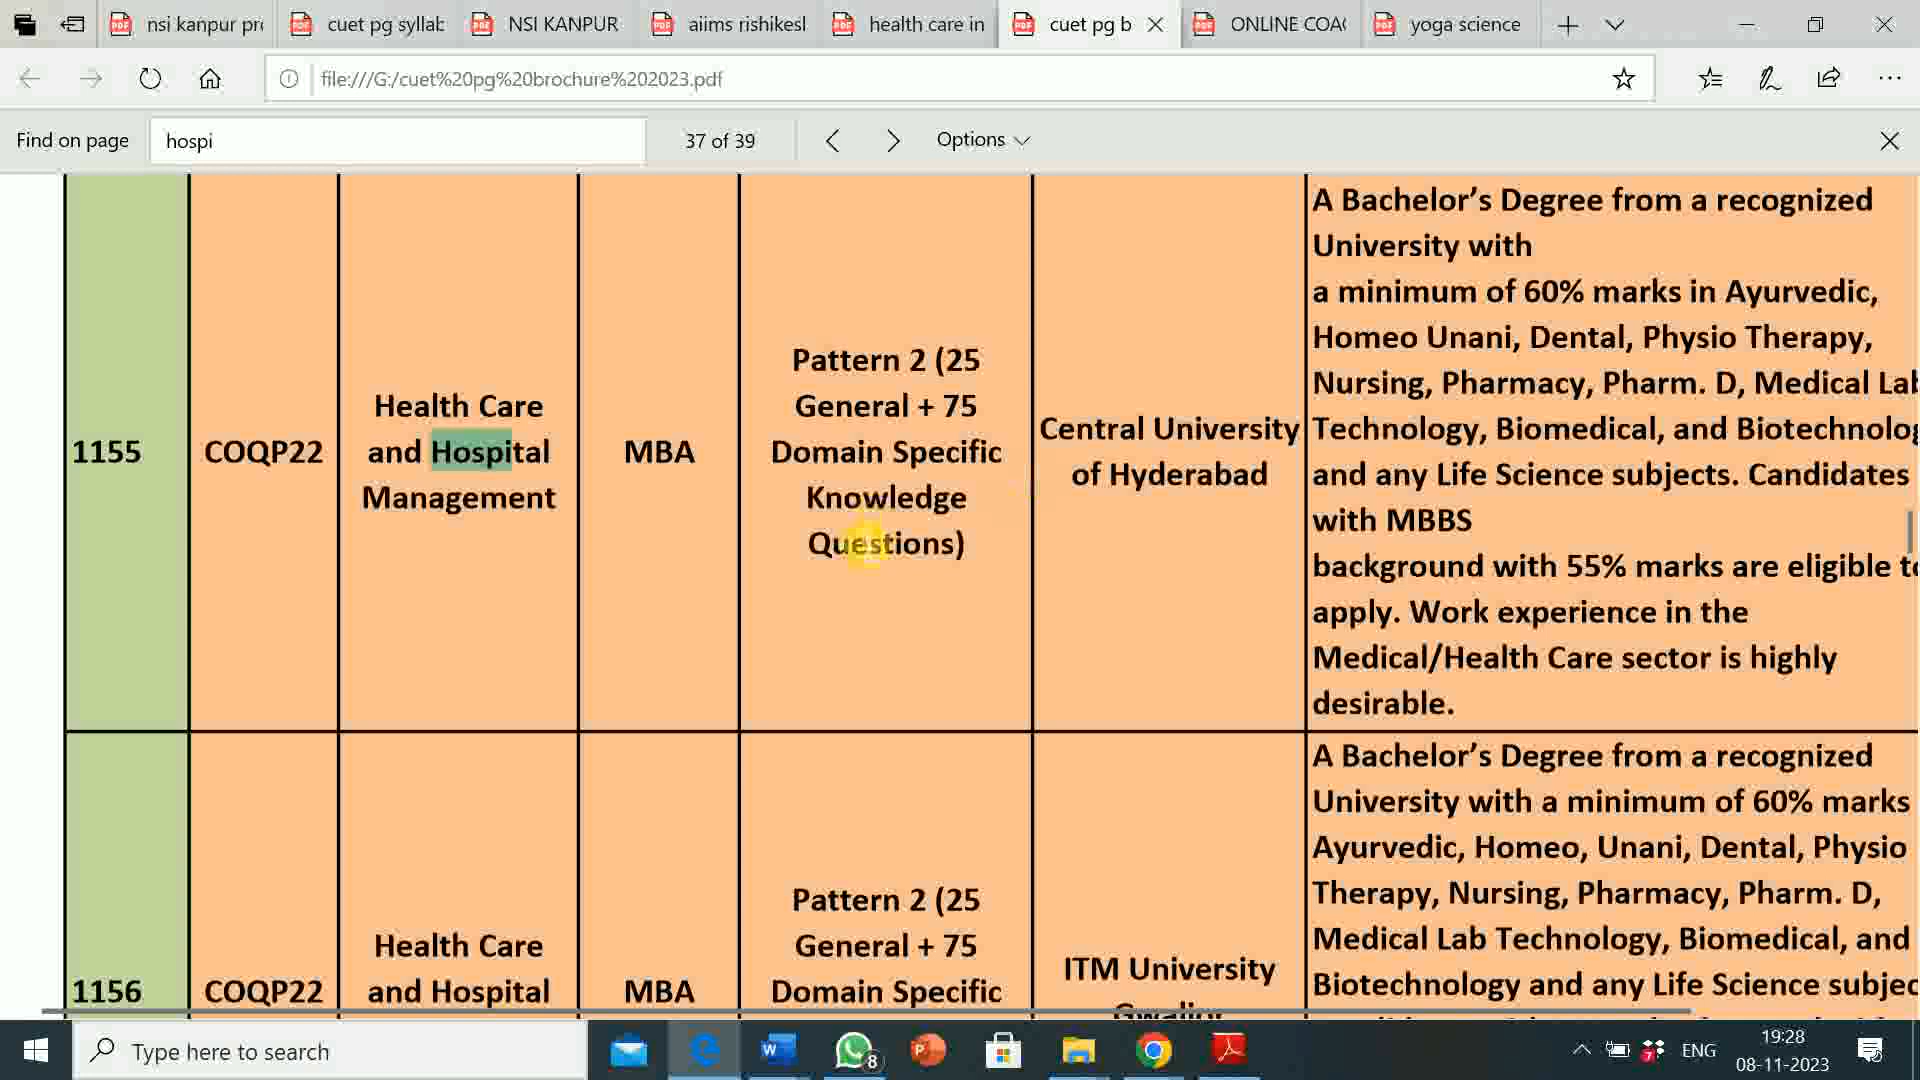 nsi kanpur pro
cuet pg syllab
NSI KANPUR
aiims rishikesl
health care in
cuet pg b
ONLINE COAC
yoga science
file:///G:/cuet%20pg%20brochure%202023.pdf
Find on page
hospi
37 of 39
Options
1155
COQP22
Health Care
and Hospital
Management
MBA
Pattern 2 (25
General + 75
Domain Specific
Knowledge
Questions)
Central University
of Hyderabad
A Bachelor’s Degree from a recognized
University with
a minimum of 60% marks in Ayurvedic,
Homeo Unani, Dental, Physio Therapy,
Nursing, Pharmacy, Pharm. D, Medical Lab
Technology, Biomedical, and Biotechnolog
and any Life Science subjects. Candidates
with MBBS
background with 55% marks are eligible to
apply. Work experience in the
Medical/Health Care sector is highly
desirable.
1156
COQP22
Health Care
and Hospital
MBA
Pattern 2 (25
General + 75
Domain Specific
ITM University
Gwalior
A Bachelor’s Degree from a recognized
University with a minimum of 60% marks
Ayurvedic, Homeo, Unani, Dental, Physio
Therapy, Nursing, Pharmacy, Pharm. D,
Medical Lab Technology, Biomedical, and
Biotechnology and any Life Science subjec
Type here to search
8
7
ENG
19:28
08-11-2023